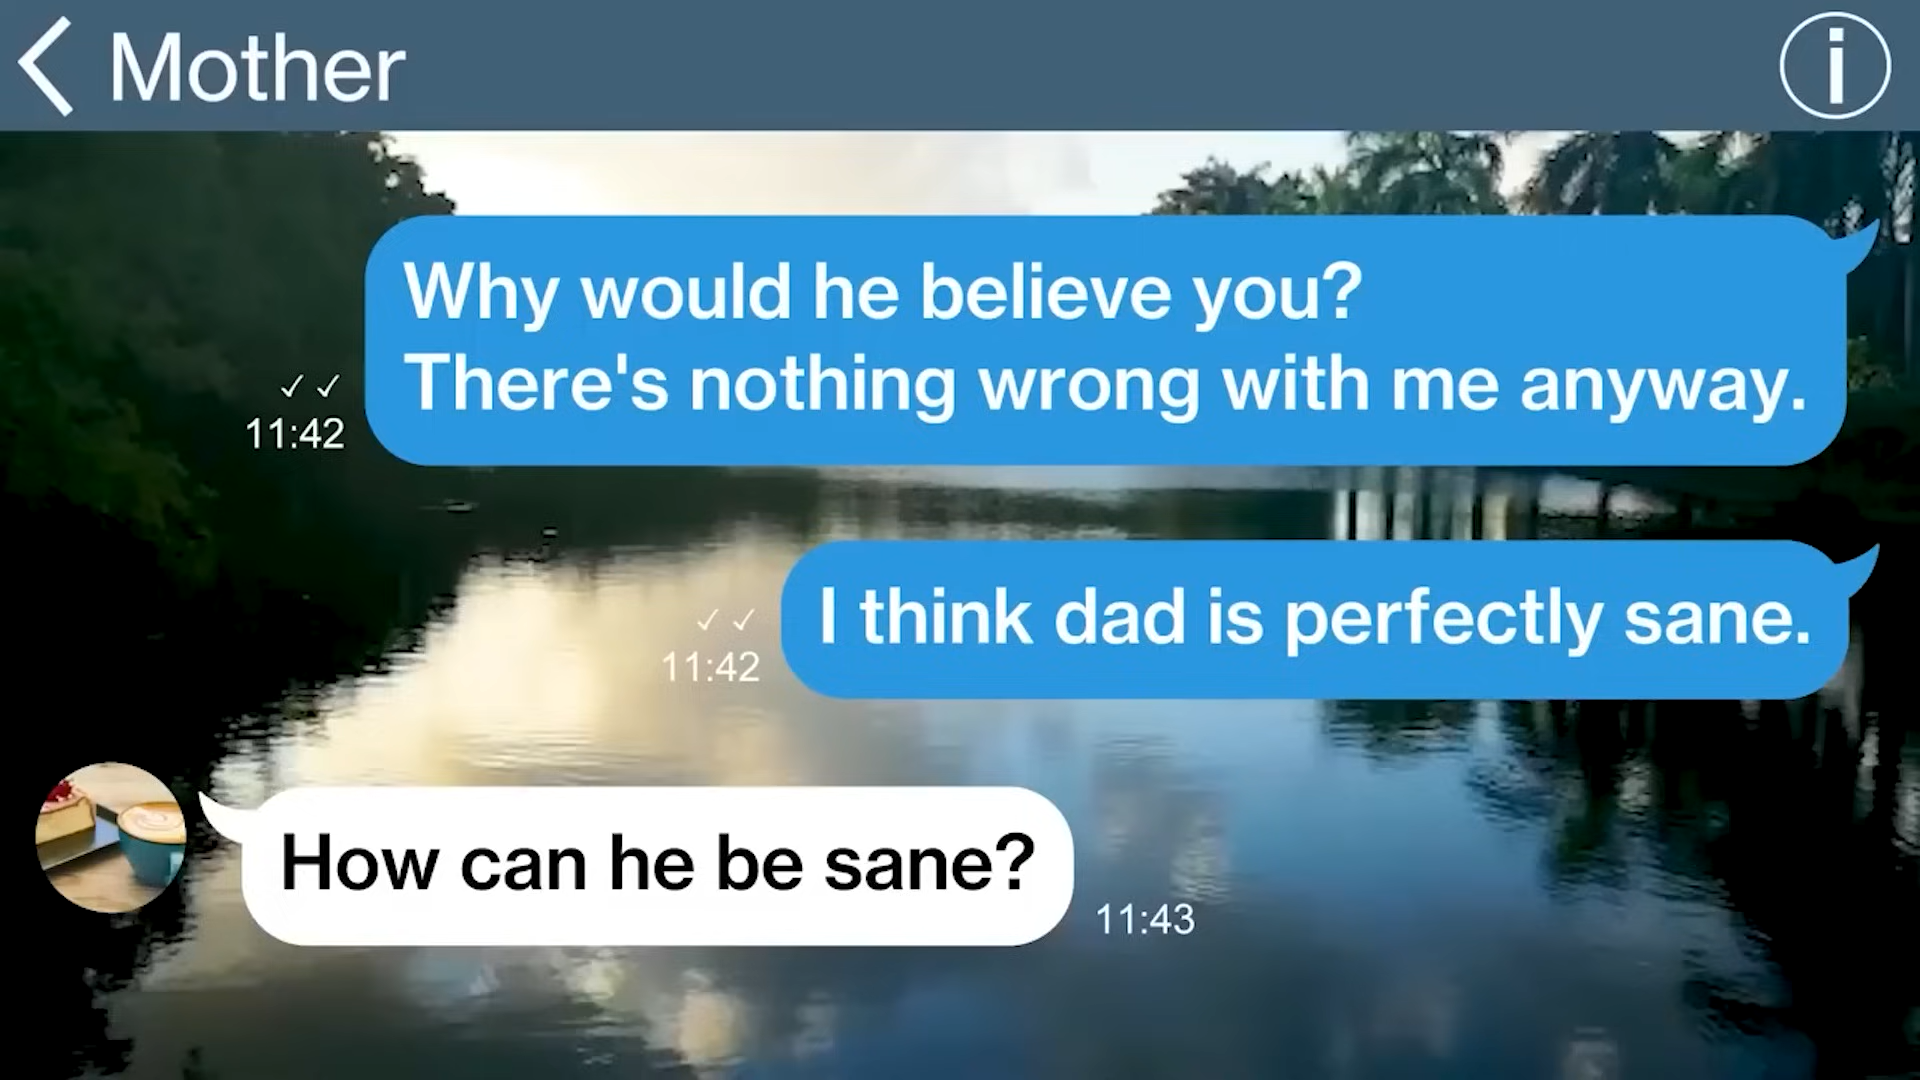 Mother
i
Why would he believe you?
There's nothing wrong with me anyway.
✓✓
11:42
I think dad is perfectly sane.
✓✓
11:42
How can he be sane?
11:43